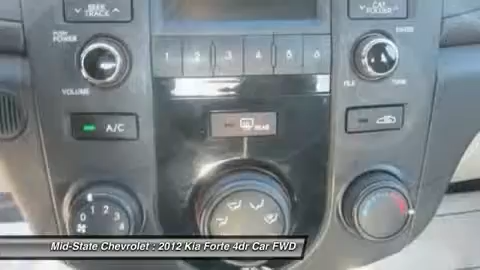 SEEK TRACK
CAT FOLDER
PUSH POWER
VOLUME
1 2 3 4 5 6
FILE
TUNE
A/C
REAR
0 1 2 3 4
Mid-State Chevrolet : 2012 Kia Forte 4dr Car FWD